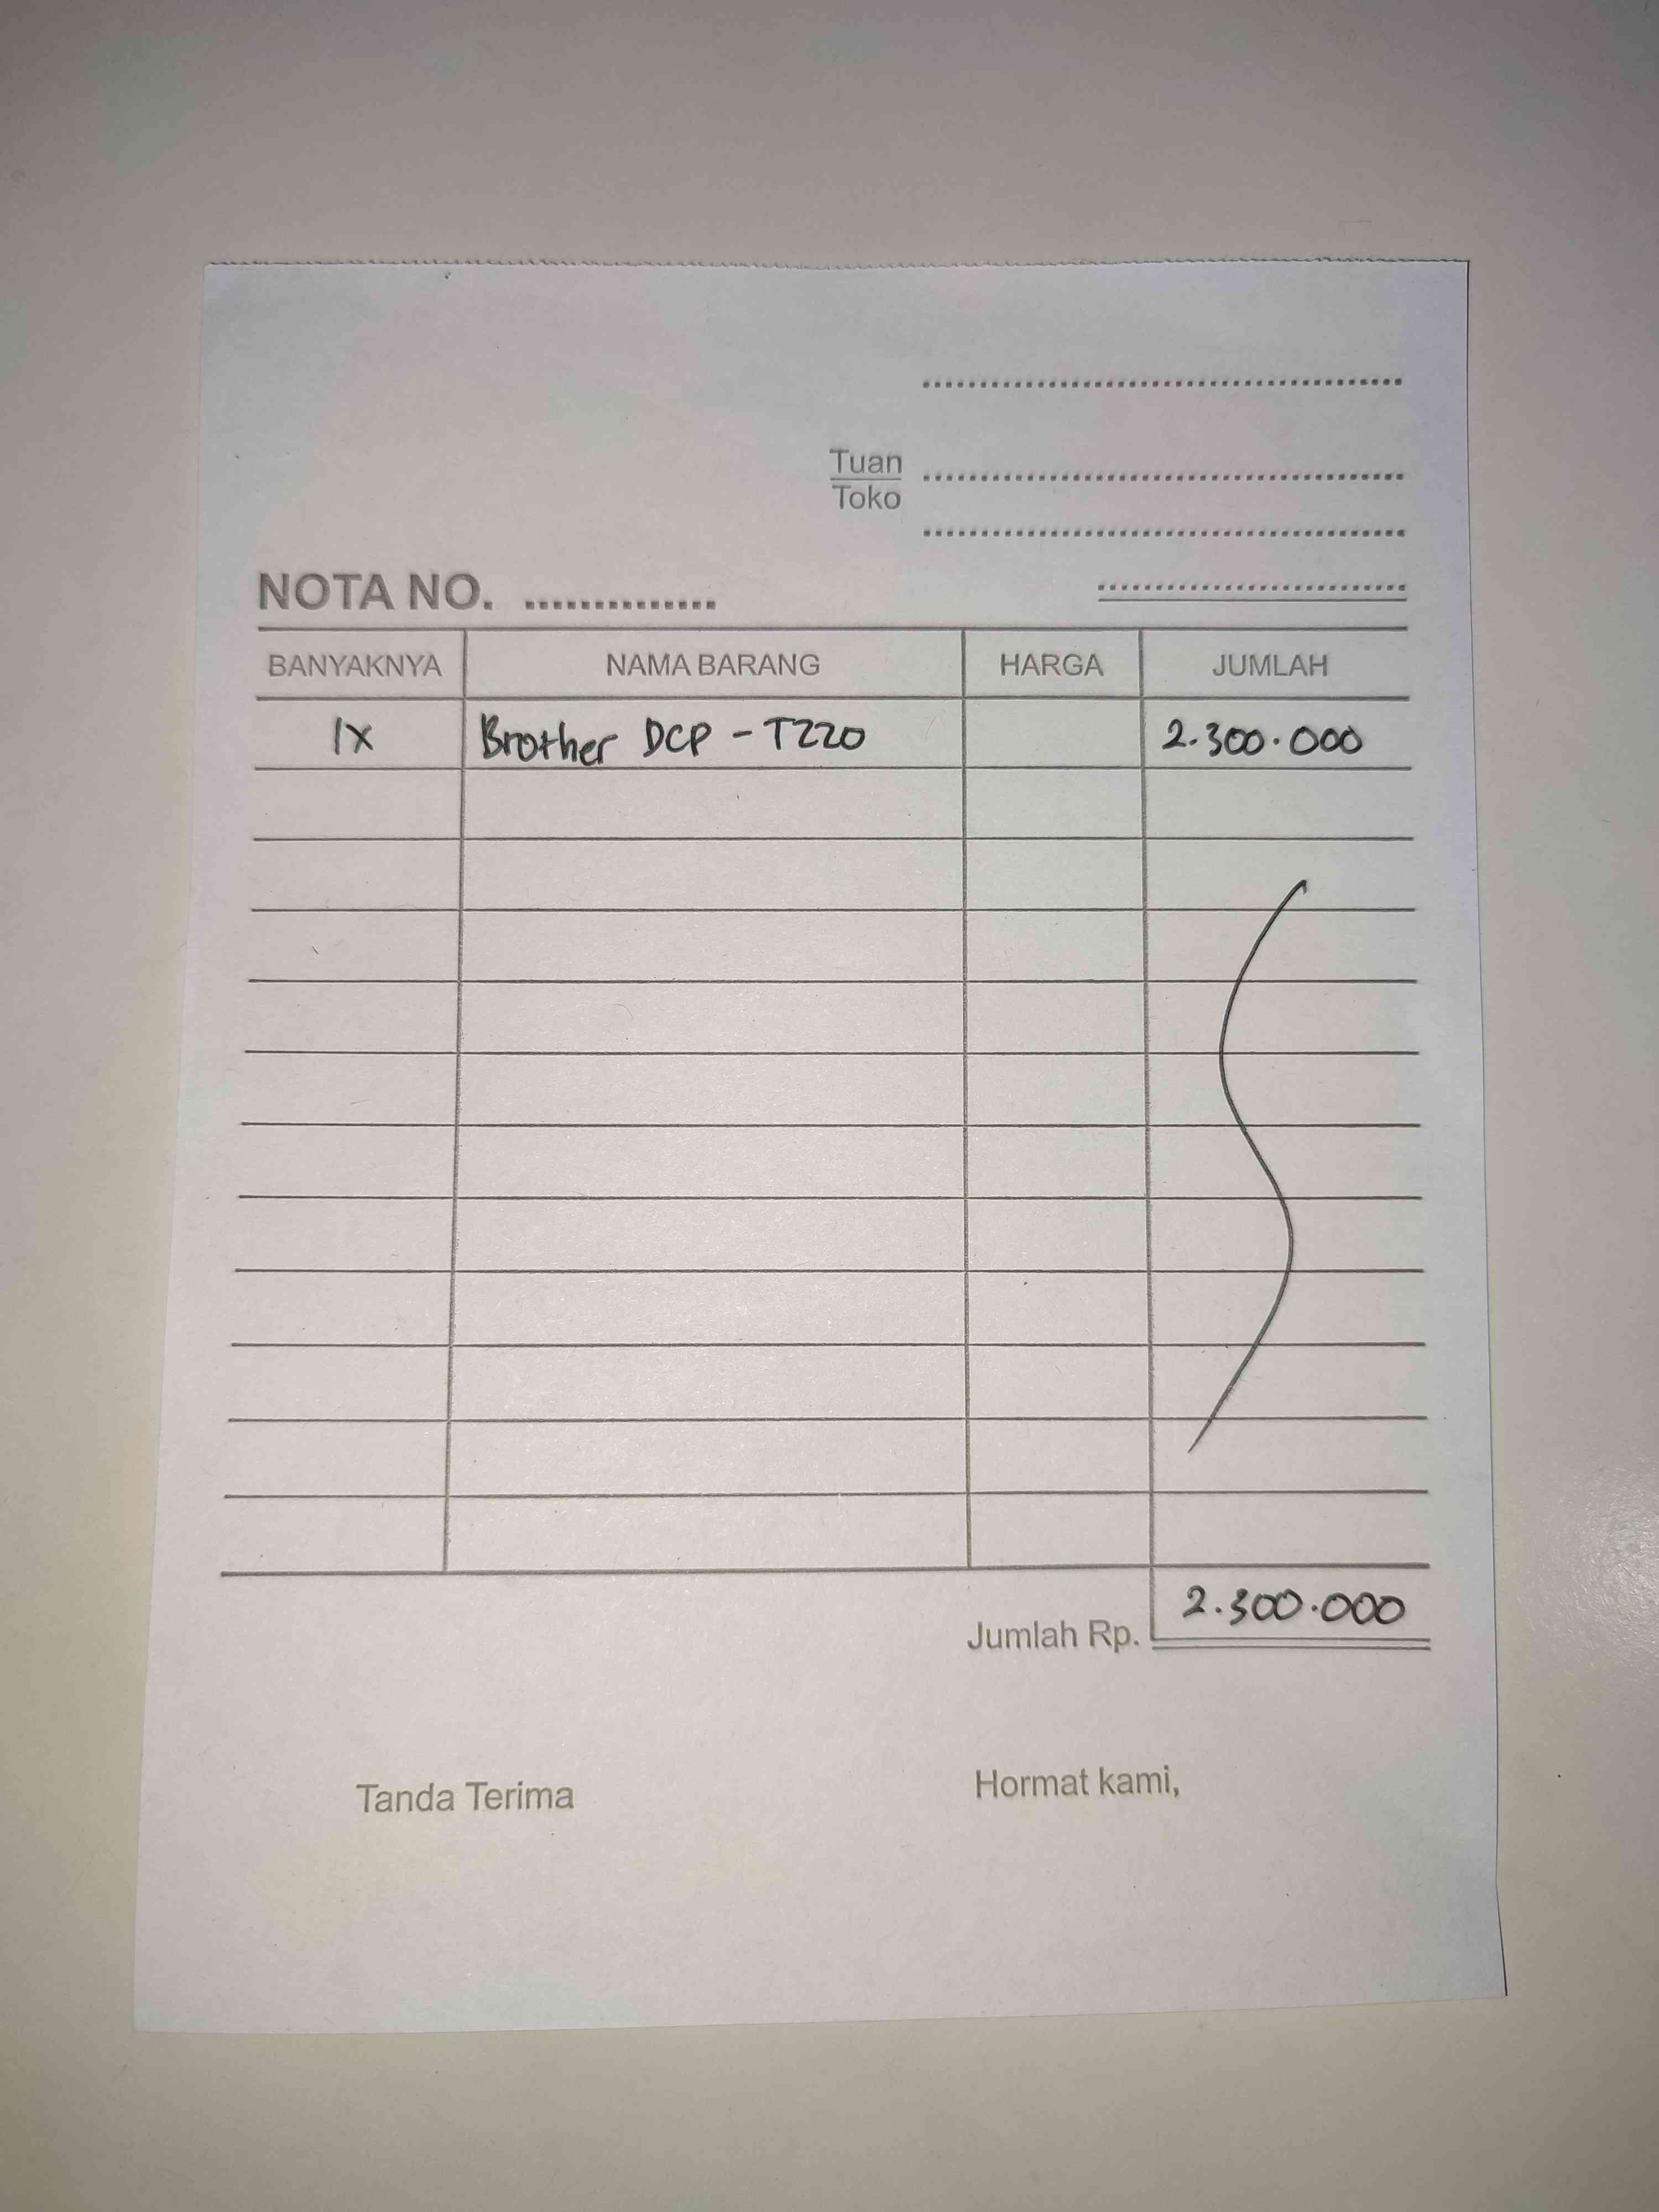 Tuan
Toko
NOTA NO. ..............
BANYAKNYA NAMA BARANG HARGA JUMLAH
1X Brother DCP - T220 2.300.000
Jumlah Rp. 2.300.000
Tanda Terima Hormat kami,